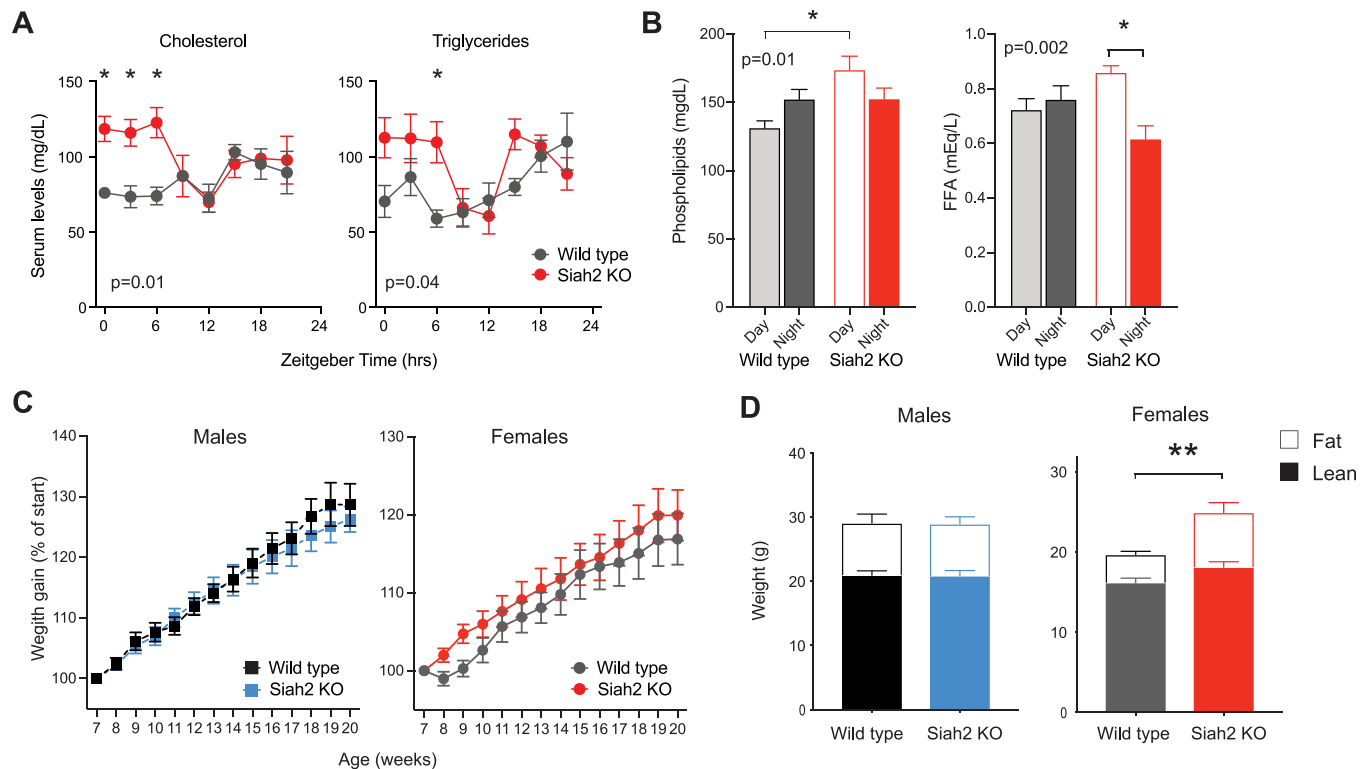 A
Cholesterol
Triglycerides
* * *
*
Serum levels (mg/dL)
150
100
50
0
p=0.01
0 6 12 18 24
150
100
50
0
p=0.04
Wild type
Siah2 KO
0 6 12 18 24
Zeitgeber Time (hrs)
B
*
Phospholipids (mgdL)
200
150
100
50
0
p=0.01
Day Night Day Night
Wild type Siah2 KO
*
FFA (mEq/L)
1.0
0.8
0.6
0.4
0.2
0.0
p=0.002
Day Night Day Night
Wild type Siah2 KO
C
Males
Wegith gain (% of start)
140
130
120
110
100
Wild type
Siah2 KO
7 8 9 10 11 12 13 14 15 16 17 18 19 20
Females
130
120
110
100
Wild type
Siah2 KO
7 8 9 10 11 12 13 14 15 16 17 18 19 20
Age (weeks)
D
Males
Weight (g)
40
30
20
10
0
Wild type Siah2 KO
Females
**
30
20
10
0
Wild type Siah2 KO
Fat
Lean